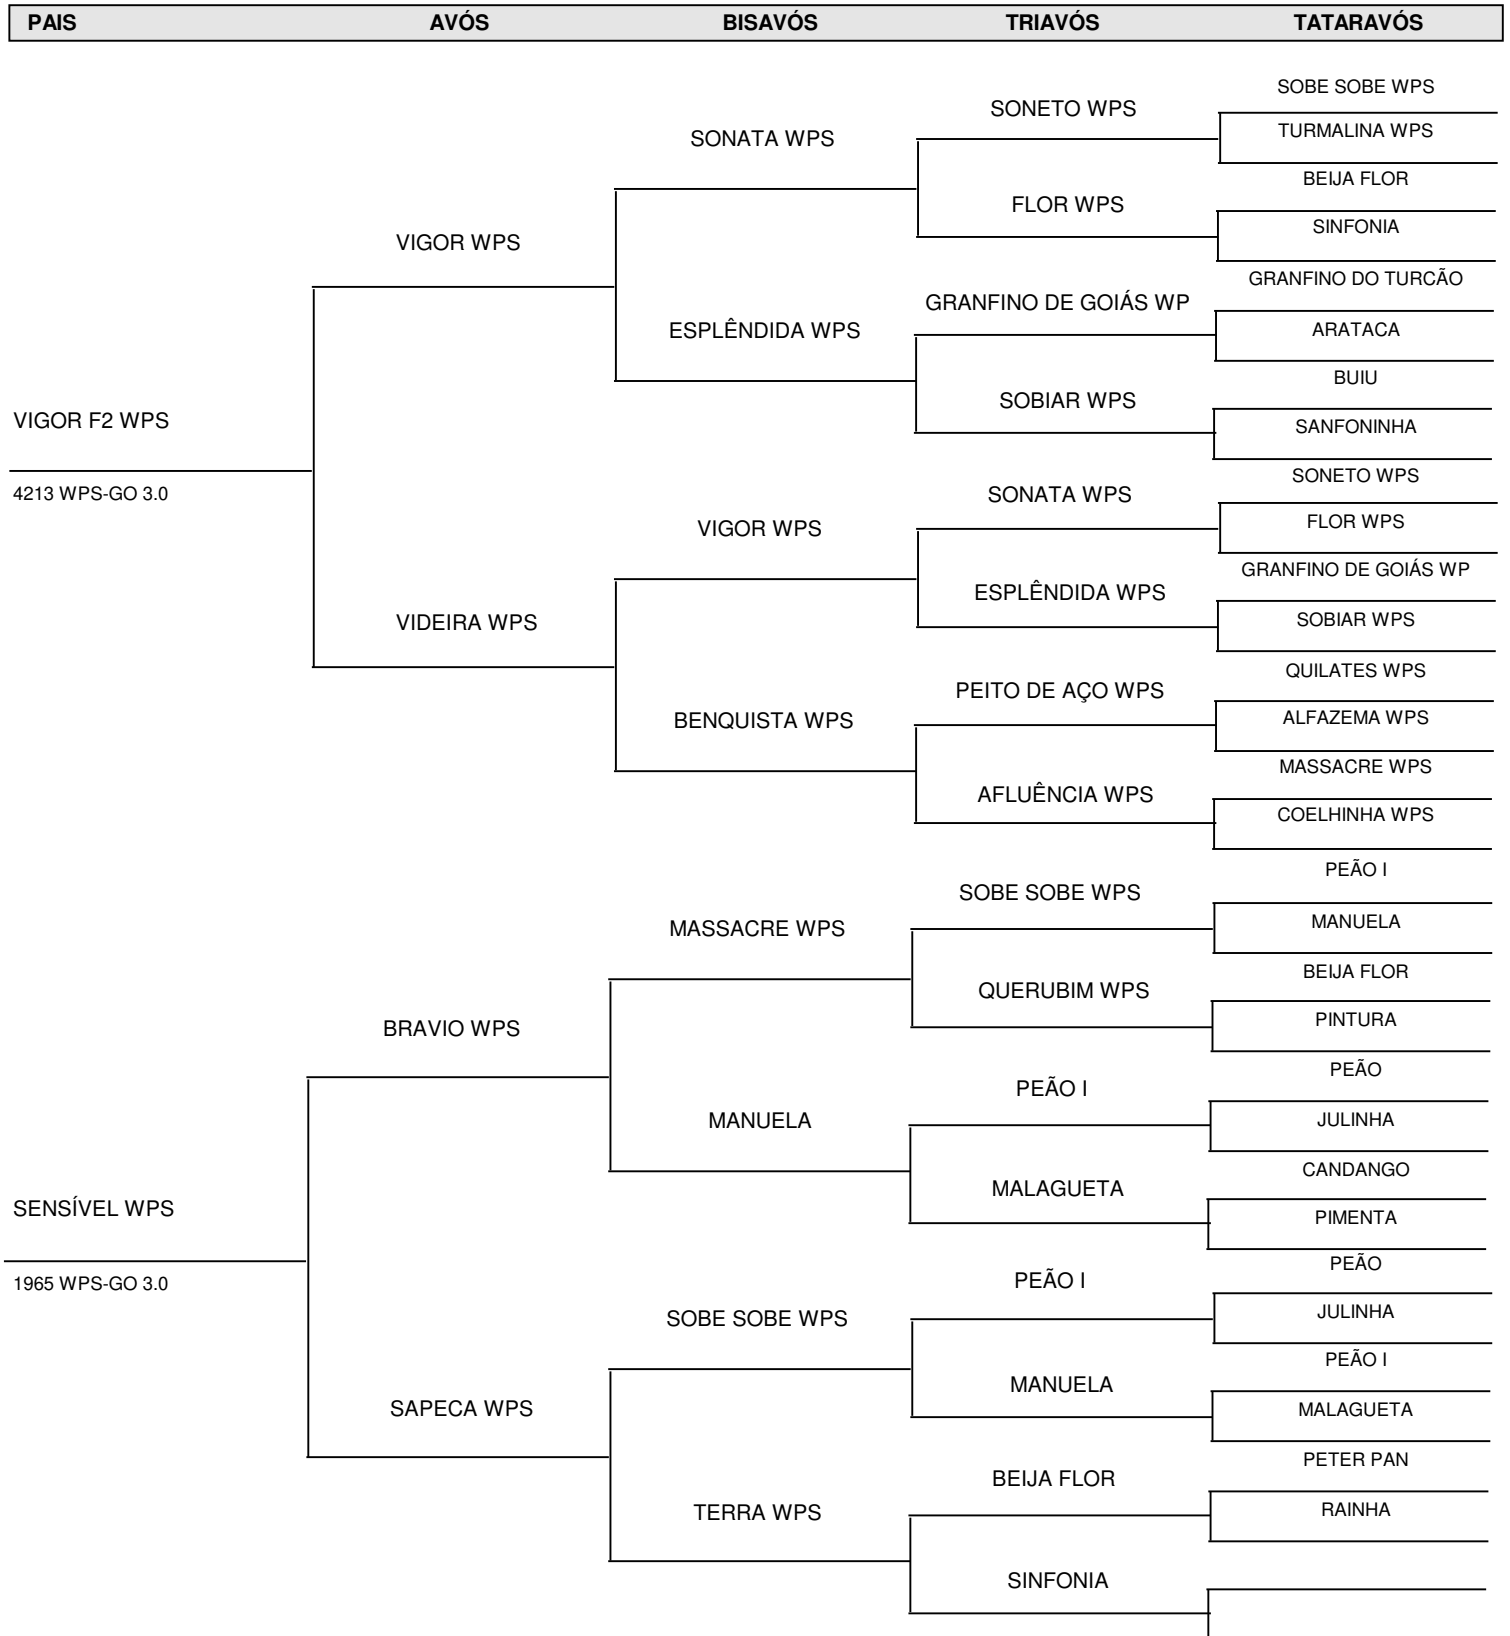 PAIS AVÓS BISAVÓS TRIAVÓS TATARAVÓS
SOBE SOBE WPS
SONETO WPS
TURMALINA WPS
SONATA WPS
BEIJA FLOR
FLOR WPS
SINFONIA
VIGOR WPS
GRANFINO DO TURCÃO
GRANFINO DE GOIÁS WP
ARATACA
ESPLÊNDIDA WPS
BUIU
SOBIAR WPS
SANFONINHA
VIGOR F2 WPS
SONETO WPS
4213 WPS-GO 3.0
SONATA WPS
FLOR WPS
VIGOR WPS
GRANFINO DE GOIÁS WP
ESPLÊNDIDA WPS
SOBIAR WPS
VIDEIRA WPS
QUILATES WPS
PEITO DE AÇO WPS
ALFAZEMA WPS
BENQUISTA WPS
MASSACRE WPS
AFLUÊNCIA WPS
COELHINHA WPS
PEÃO I
SOBE SOBE WPS
MANUELA
MASSACRE WPS
BEIJA FLOR
QUERUBIM WPS
PINTURA
BRAVIO WPS
PEÃO
PEÃO I
JULINHA
MANUELA
CANDANGO
MALAGUETA
PIMENTA
SENSÍVEL WPS
PEÃO
1965 WPS-GO 3.0
PEÃO I
JULINHA
SOBE SOBE WPS
PEÃO I
MANUELA
MALAGUETA
SAPECA WPS
PETER PAN
BEIJA FLOR
RAINHA
TERRA WPS
SINFONIA